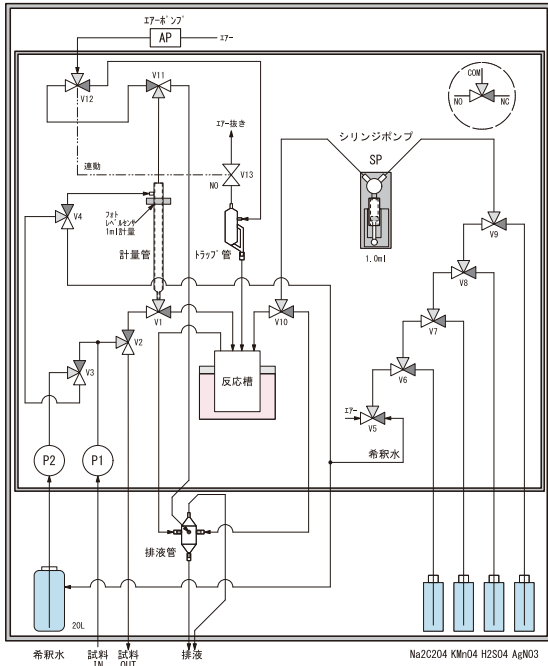 エアーポンプ
AP
エアー
V12
V11
COM
NO
NC
エアー抜き
シリンジポンプ
SP
連動
V13
NO
V4
フォト
レベルセンサ
1ml計量
計量管
トラップ管
1.0ml
V9
V8
V7
V1
V10
V2
V3
V6
反応槽
エアー
V5
希釈水
P2
P1
排液管
20L
希釈水
試料
IN
試料
OUT
排液
Na2C2O4 KMnO4 H2SO4 AgNO3